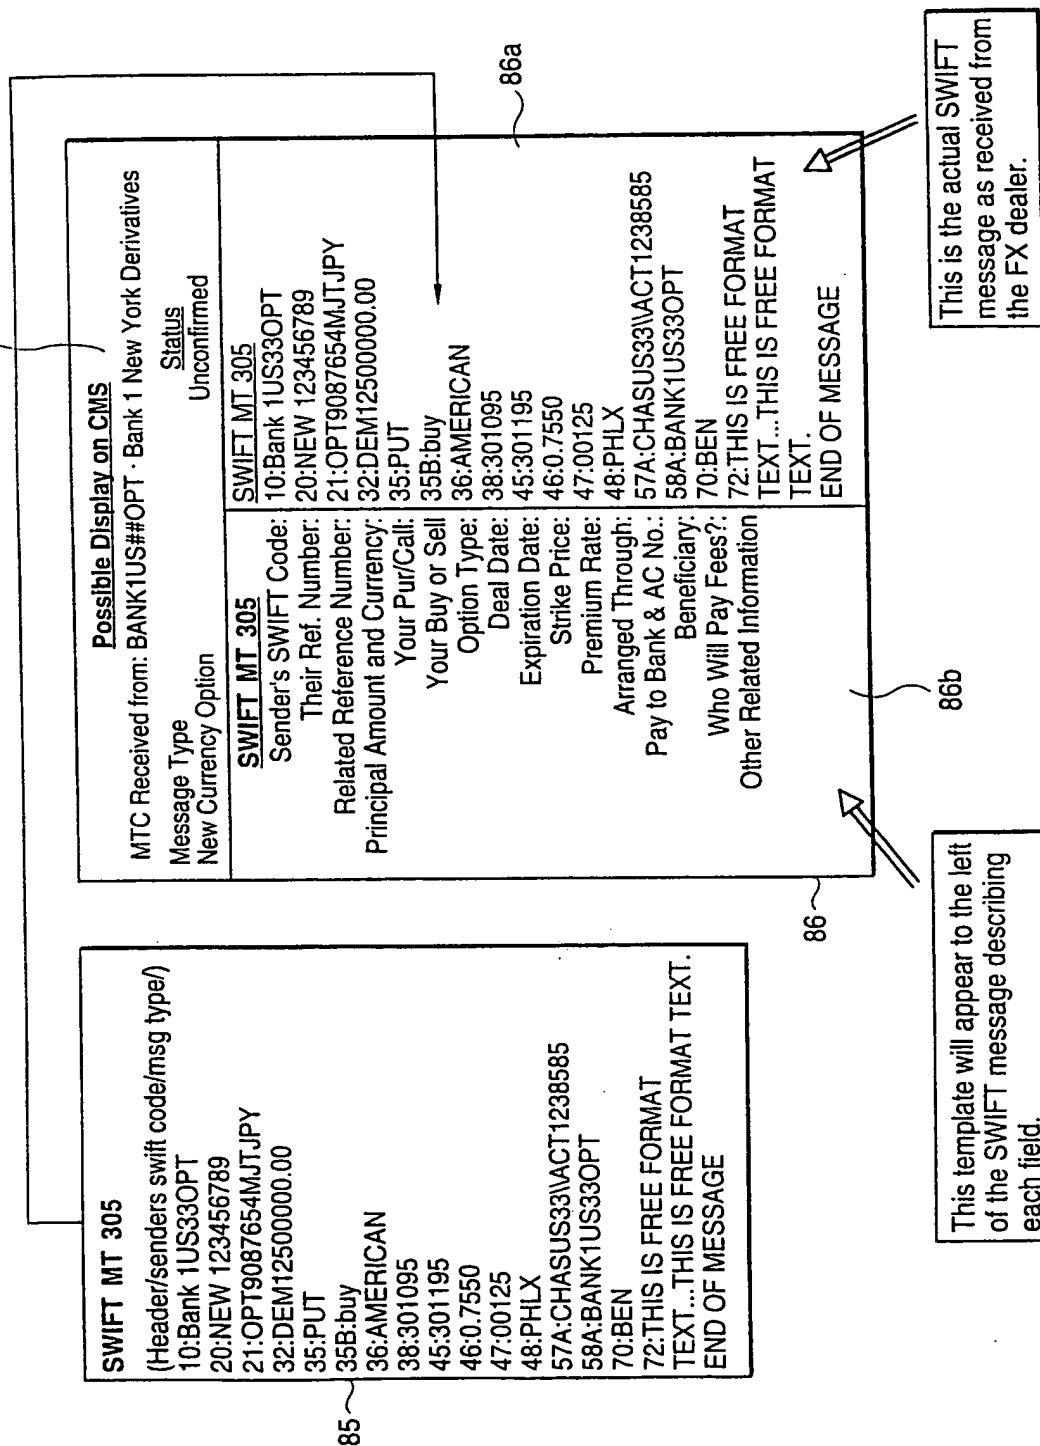 SWIFT MT 305
(Header/senders swift code/msg type/)
10:Bank 1US33OPT
20:NEW 123456789
21:OPT9087654MJTJPY
32:DEM12500000.00
35:PUT
35B:buy
36:AMERICAN
38:301095
45:301195
46:0.7550
47:00125
48:PHLX
57A:CHASUS33\\ACT1238585
58A:BANK1US33OPT
70:BEN
72:THIS IS FREE FORMAT
TEXT...THIS IS FREE FORMAT TEXT.
END OF MESSAGE
85
Possible Display on CMS
MTC Received from: BANK1US##OPT · Bank 1 New York Derivatives
Message Type
New Currency Option
Status
Unconfirmed
SWIFT MT 305
Sender's SWIFT Code:
Their Ref. Number:
Related Reference Number:
Principal Amount and Currency:
Your Pur/Call:
Your Buy or Sell
Option Type:
Deal Date:
Expiration Date:
Strike Price:
Premium Rate:
Arranged Through:
Pay to Bank & AC No.:
Beneficiary:
Who Will Pay Fees?:
Other Related Information
SWIFT MT 305
10:Bank 1US33OPT
20:NEW 123456789
21:OPT9087654MJTJPY
32:DEM12500000.00
35:PUT
35B:buy
36:AMERICAN
38:301095
45:301195
46:0.7550
47:00125
48:PHLX
57A:CHASUS33\\ACT1238585
58A:BANK1US33OPT
70:BEN
72:THIS IS FREE FORMAT
TEXT...THIS IS FREE FORMAT
TEXT.
END OF MESSAGE
86
86a
86b
This template will appear to the left
of the SWIFT message describing
each field.
This is the actual SWIFT
message as received from
the FX dealer.